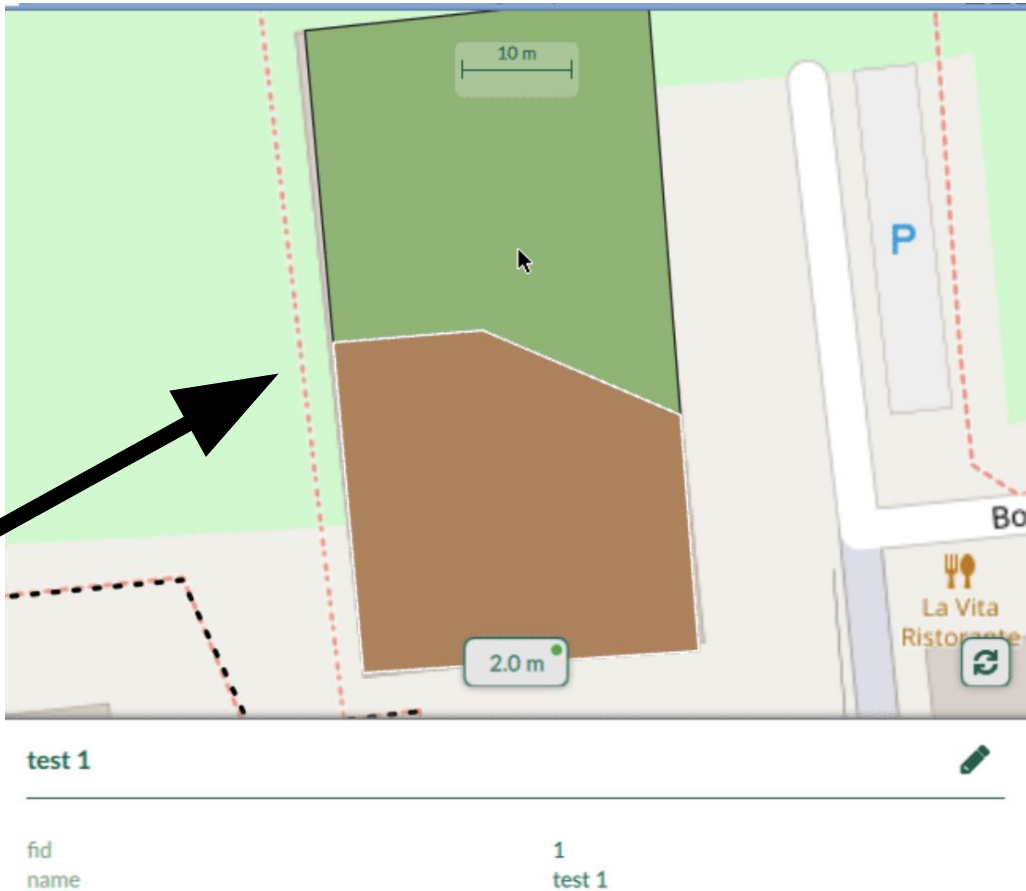 10 m
P
Bo
La Vita
Ristorante
2.0 m
test 1
fid 1
name test 1